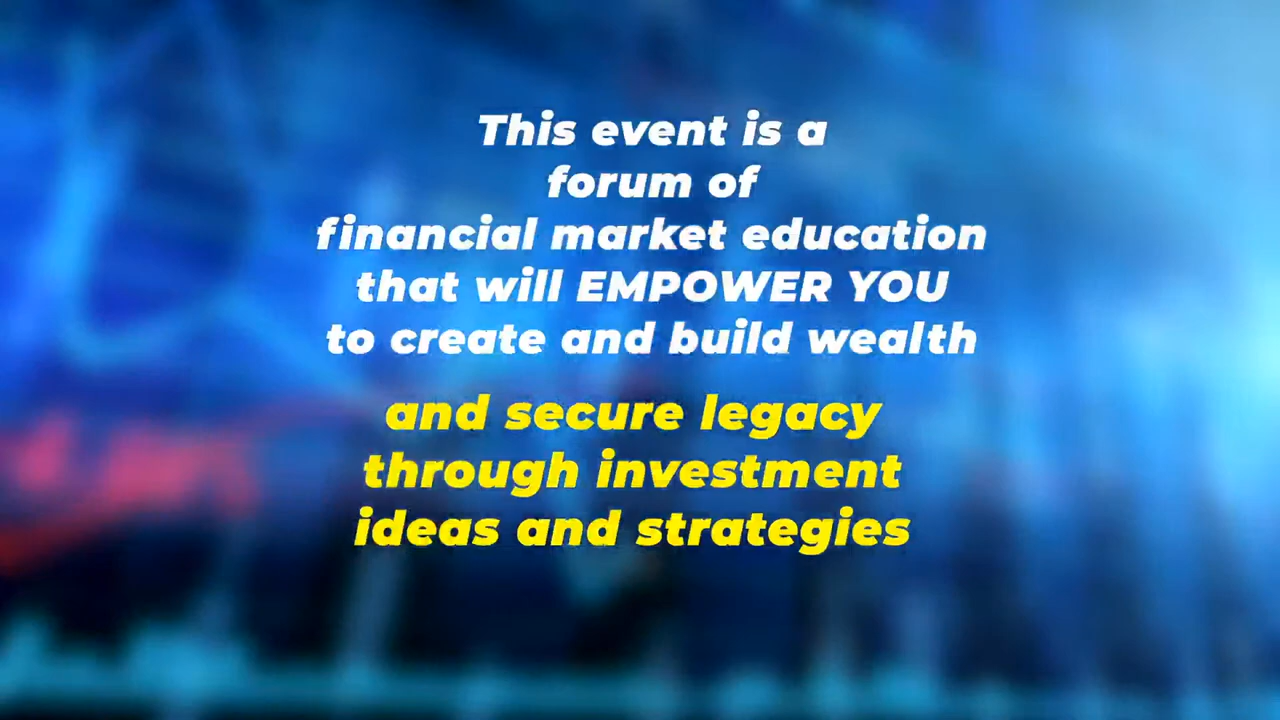 This event is a
forum of
financial market education
that will EMPOWER YOU
to create and build wealth
and secure legacy
through investment
ideas and strategies